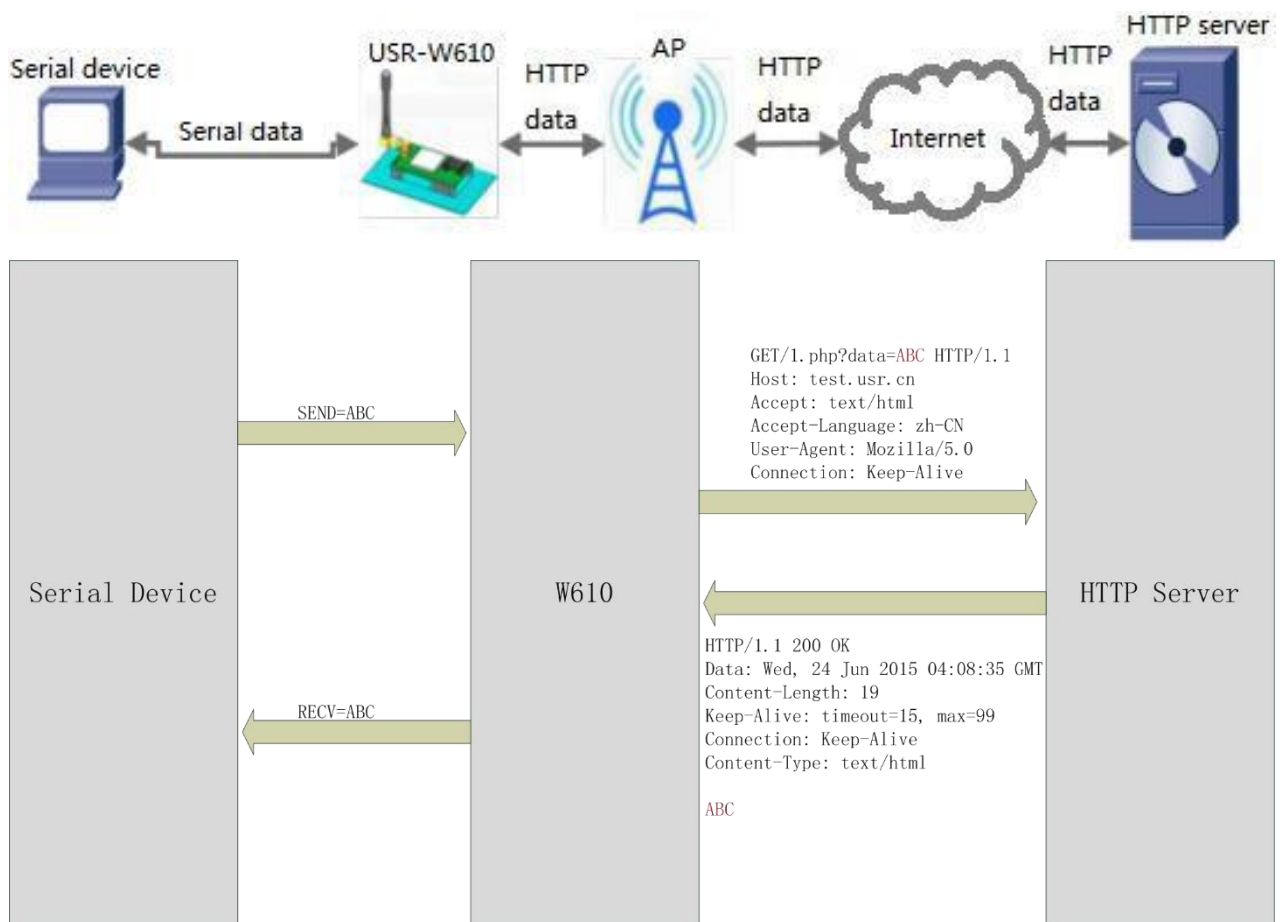 Serial device
Serial data
USR-W610
HTTP
data
AP
HTTP
data
Internet
HTTP
data
HTTP server
Serial Device
SEND=ABC
RECV=ABC
W610
GET/1.php?data=ABC HTTP/1.1
Host: test.usr.cn
Accept: text/html
Accept-Language: zh-CN
User-Agent: Mozilla/5.0
Connection: Keep-Alive
HTTP/1.1 200 OK
Data: Wed, 24 Jun 2015 04:08:35 GMT
Content-Length: 19
Keep-Alive: timeout=15, max=99
Connection: Keep-Alive
Content-Type: text/html
ABC
HTTP Server